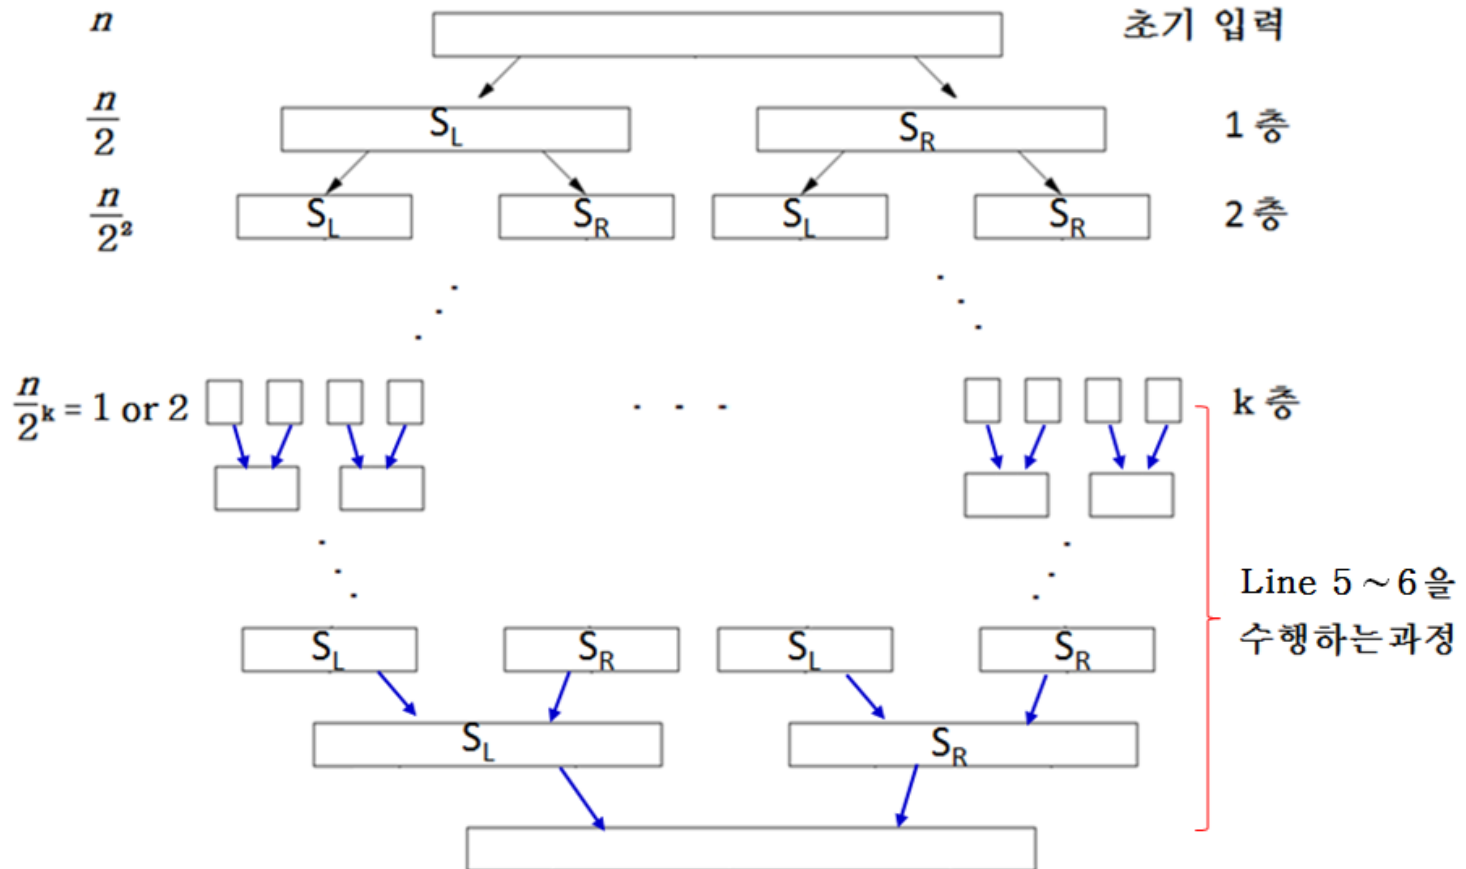 n 초기 입력
n/2 S_L S_R 1 층
n/2² S_L S_R S_L S_R 2 층
. . .
n/2^k = 1 or 2 . . . k 층
Line 5 ~ 6을
수행하는과정
S_L S_R S_L S_R
S_L S_R